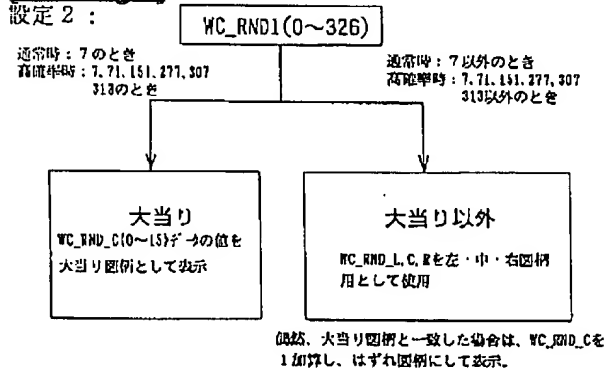 設定2：
WC_RND1(0～326)
通常時：7のとき
高確率時：7,71,151,277,307
313のとき
通常時：7以外のとき
高確率時：7,71,151,277,307
313以外のとき
大当り
WC_RND_C(0～15)データの値を
大当り図柄として表示
大当り以外
WC_RND_L,C,Rを左・中・右図柄
用として使用
偶然、大当り図柄と一致した場合は、WC_RND_Cを
1加算し、はずれ図柄にして表示。